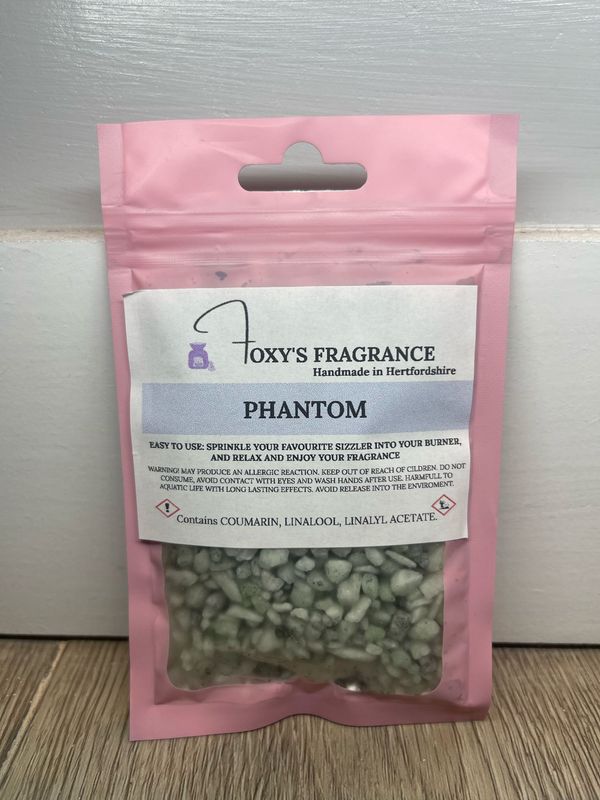 FOXY'S FRAGRANCE
Handmade in Hertfordshire
PHANTOM
EASY TO USE: SPRINKLE YOUR FAVOURITE SIZZLER INTO YOUR BURNER,
AND RELAX AND ENJOY YOUR FRAGRANCE
WARNING! MAY PRODUCE AN ALLERGIC REACTION. KEEP OUT OF REACH OF CILDREN. DO NOT
CONSUME, AVOID CONTACT WITH EYES AND WASH HANDS AFTER USE. HARMFULL TO
AQUATIC LIFE WITH LONG LASTING EFFECTS. AVOID RELEASE INTO THE ENVIROMENT.
Contains COUMARIN, LINALOOL, LINALYL ACETATE.